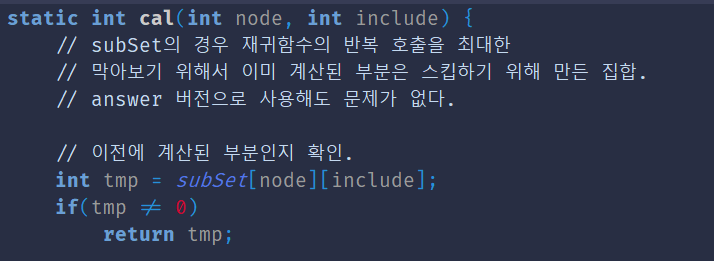 static int cal(int node, int include) {
// subSet의 경우 재귀함수의 반복 호출을 최대한
// 막아보기 위해서 이미 계산된 부분은 스킵하기 위해 만든 집합.
// answer 버전으로 사용해도 문제가 없다.
// 이전에 계산된 부분인지 확인.
int tmp = subSet[node][include];
if(tmp ≠ 0)
return tmp;